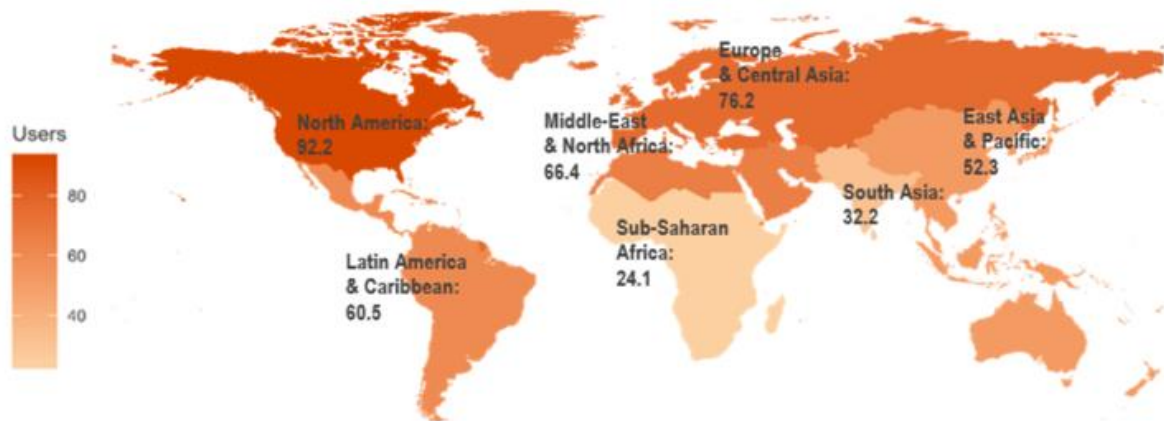 Users
80
60
40
North America:
92.2
Latin America
& Caribbean:
60.5
Europe
& Central Asia:
76.2
Middle-East
& North Africa:
66.4
Sub-Saharan
Africa:
24.1
East Asia
& Pacific:
52.3
South Asia:
32.2